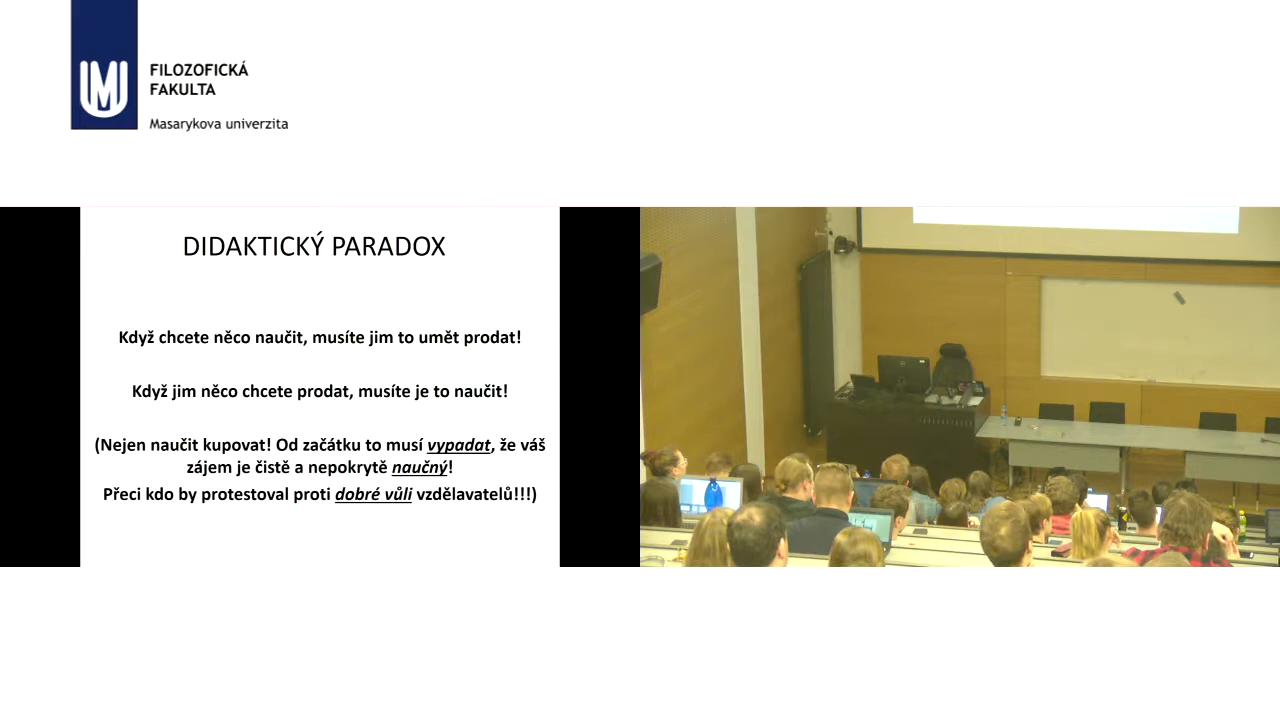 FILOZOFICKÁ
FAKULTA
Masarykova univerzita
DIDAKTICKÝ PARADOX
Když chcete něco naučit, musíte jim to umět prodat!
Když jim něco chcete prodat, musíte je to naučit!
(Nejen naučit kupovat! Od začátku to musí vypadat, že váš
zájem je čistě a nepokrytě naučný!
Přeci kdo by protestoval proti dobré vůli vzdělavatelů!!!)